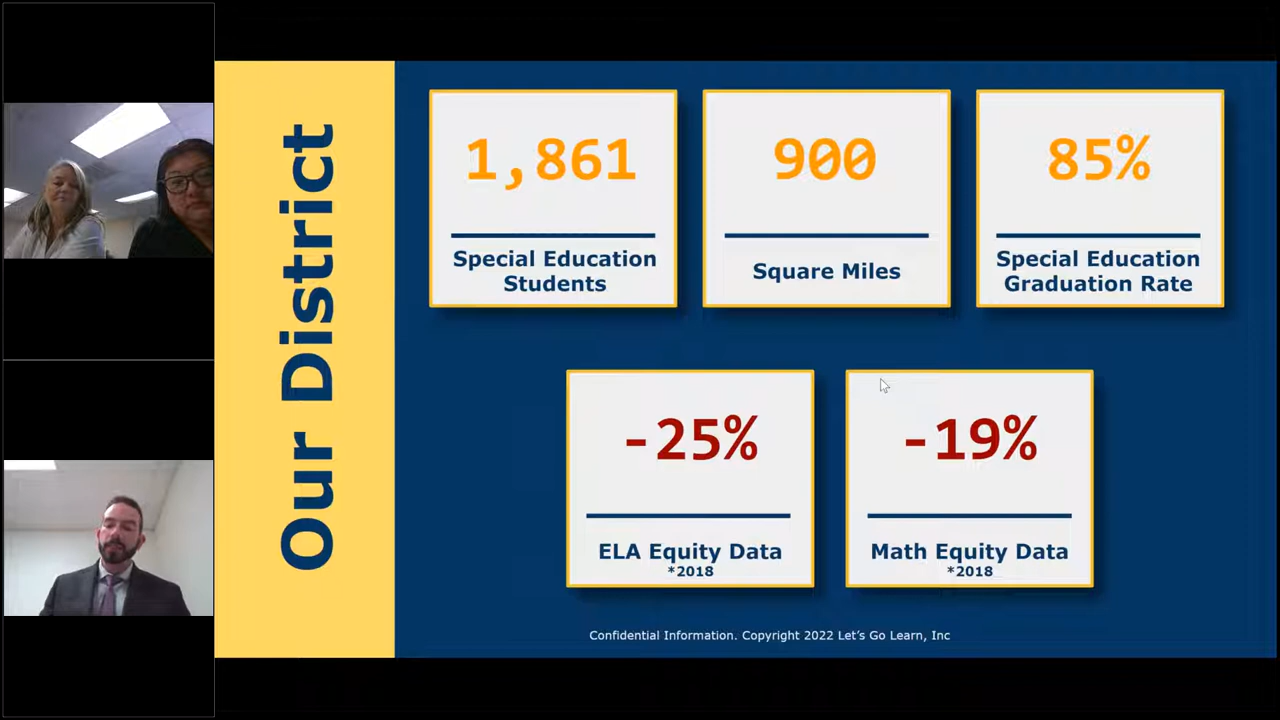 Our District
1,861
Special Education
Students
900
Square Miles
85%
Special Education
Graduation Rate
-25%
ELA Equity Data
*2018
-19%
Math Equity Data
*2018
Confidential Information. Copyright 2022 Let's Go Learn, Inc